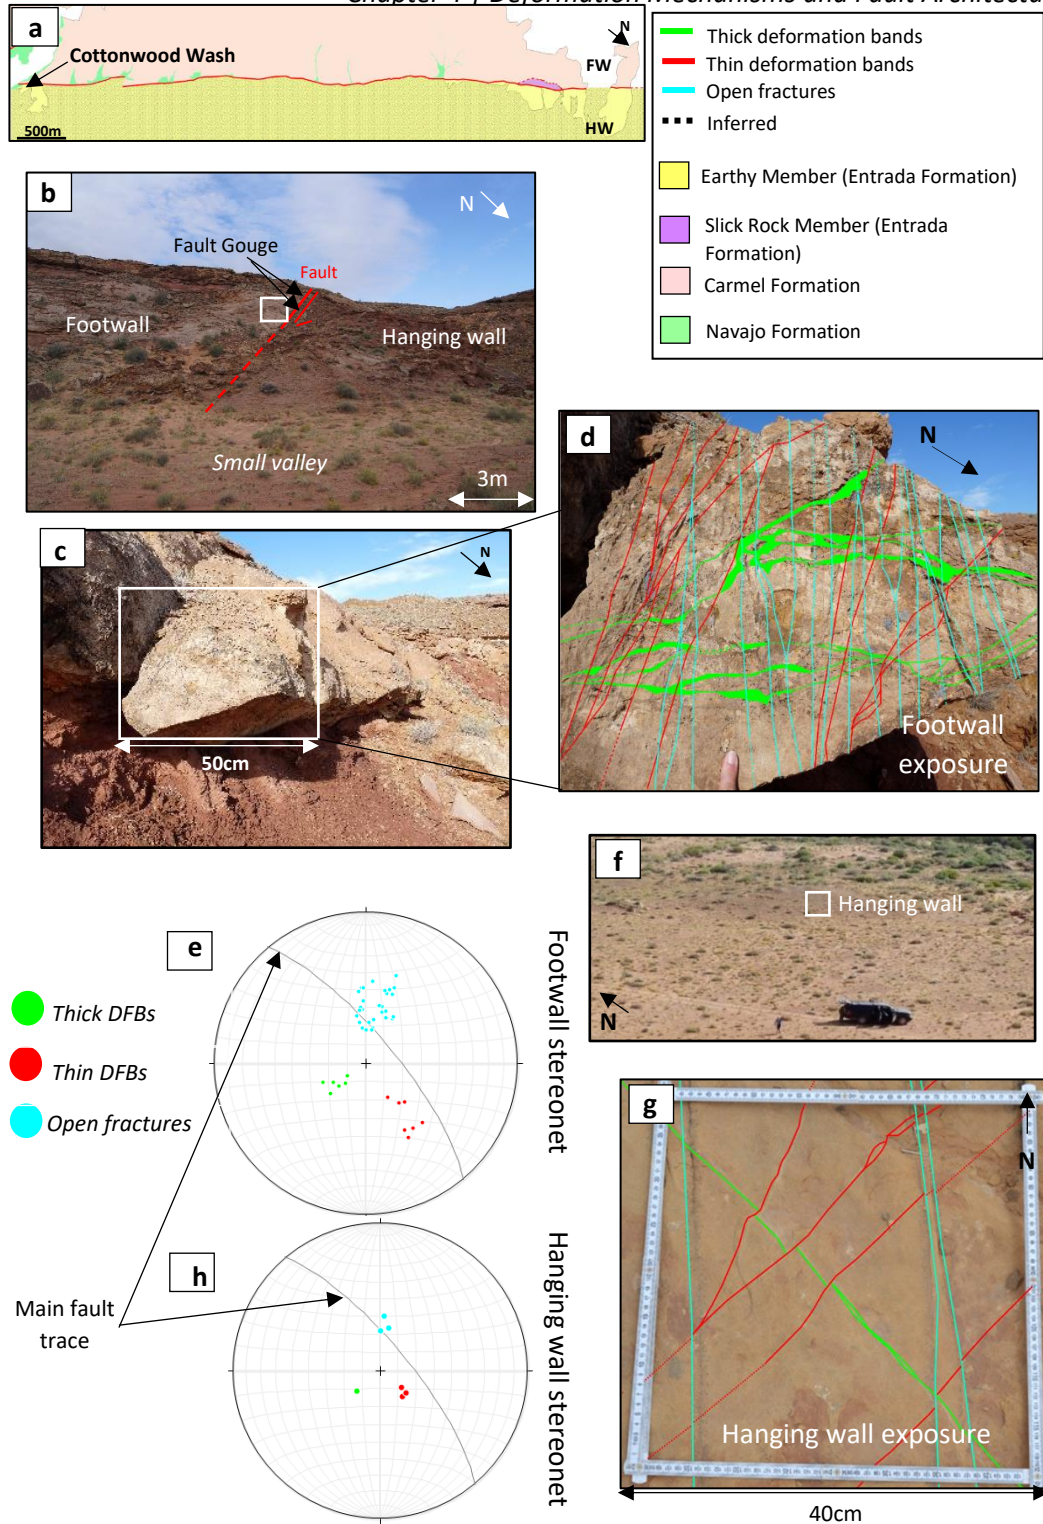 Chapter 4 | Deformation Mechanisms and Fault Architectu
a
N
Cottonwood Wash
FW
500m
HW
Thick deformation bands
Thin deformation bands
Open fractures
Inferred
Earthy Member (Entrada Formation)
Slick Rock Member (Entrada
Formation)
Carmel Formation
Navajo Formation
b
N
Fault Gouge
Fault
Footwall
Hanging wall
Small valley
3m
c
N
50cm
d
N
Footwall
exposure
e
Footwall stereonet
Thick DFBs
Thin DFBs
Open fractures
f
Hanging wall
N
g
N
Hanging wall exposure
40cm
h
Hanging wall stereonet
Main fault
trace